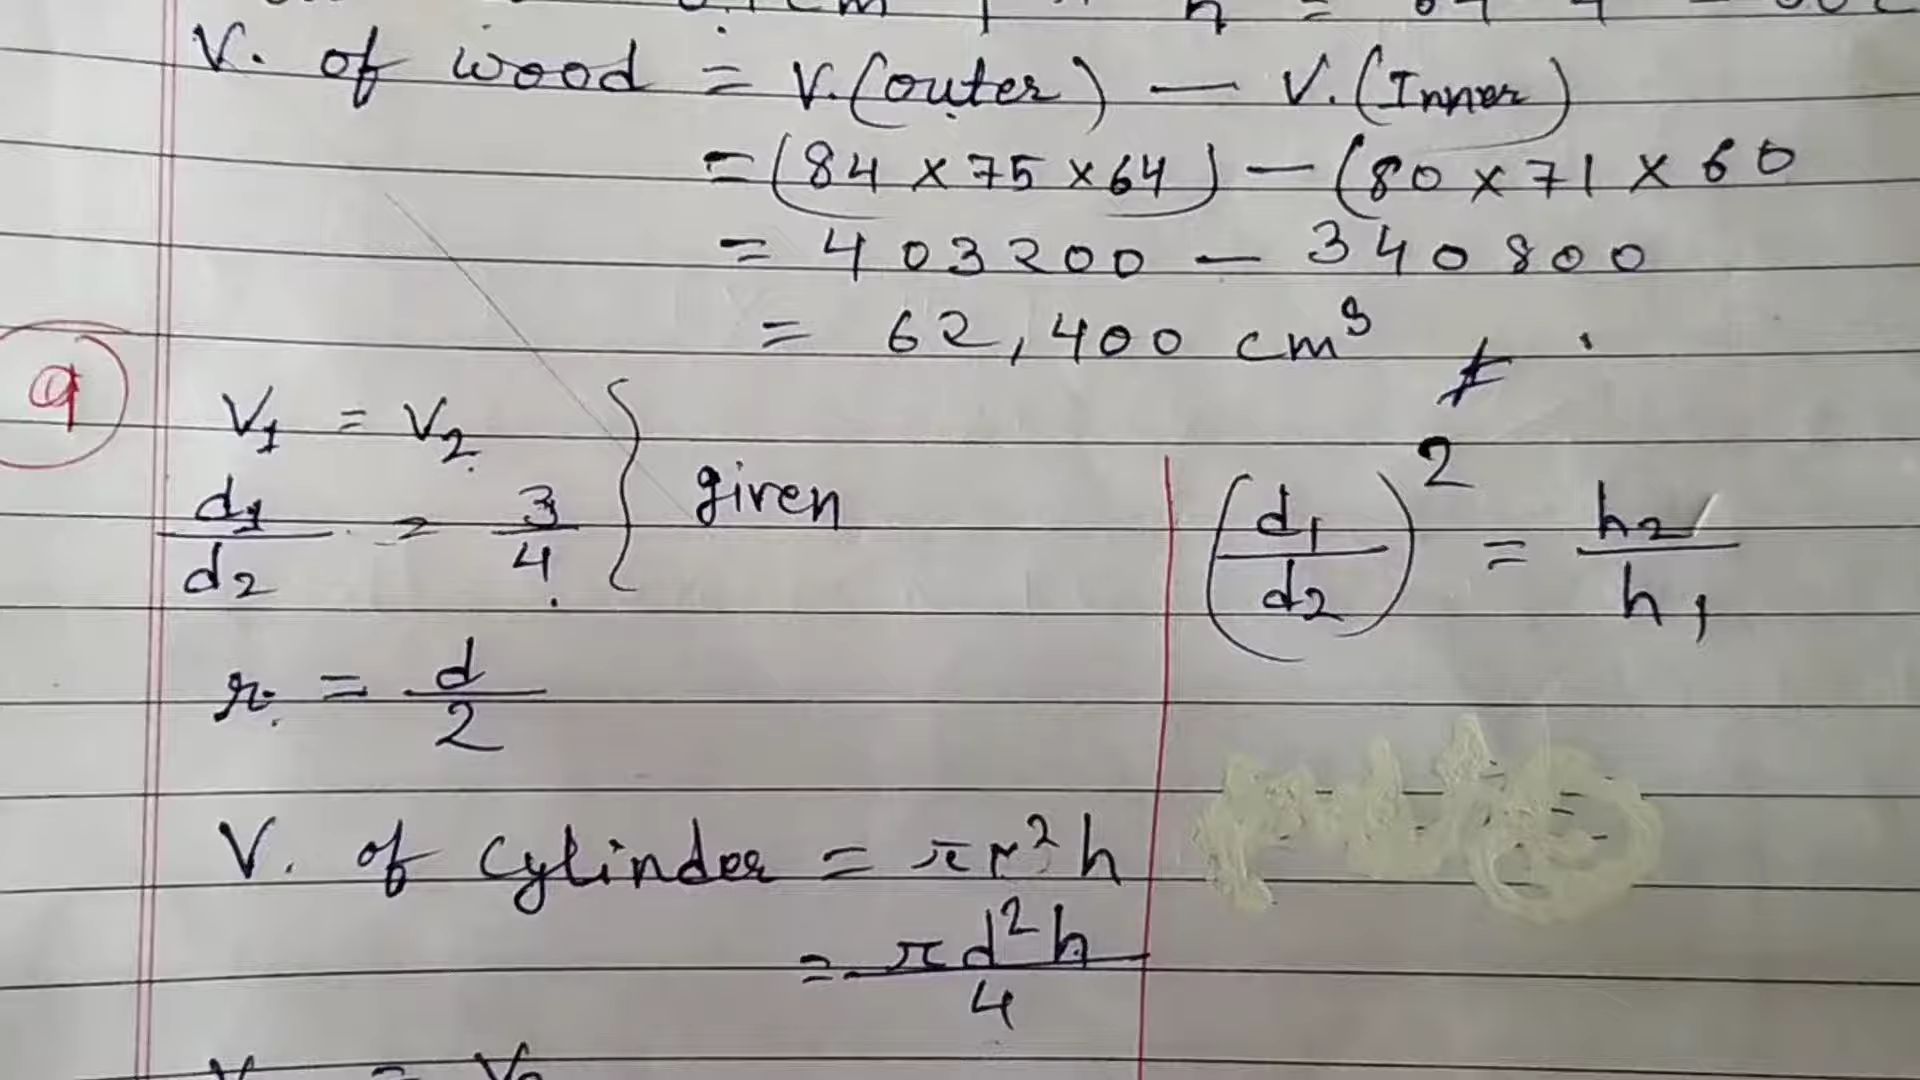 V. of wood = V.(outer) — V.(Inner)
= (84 x 75 x 64) — (80 x 71 x 60
= 403200 — 340800
= 62,400 cm³
9
V₁ = V₂
d₁/d₂ = 3/4 } given
r = d/2
V. of cylinder = πr²h
= πd²h/4
(d₁/d₂)² = h₂/h₁